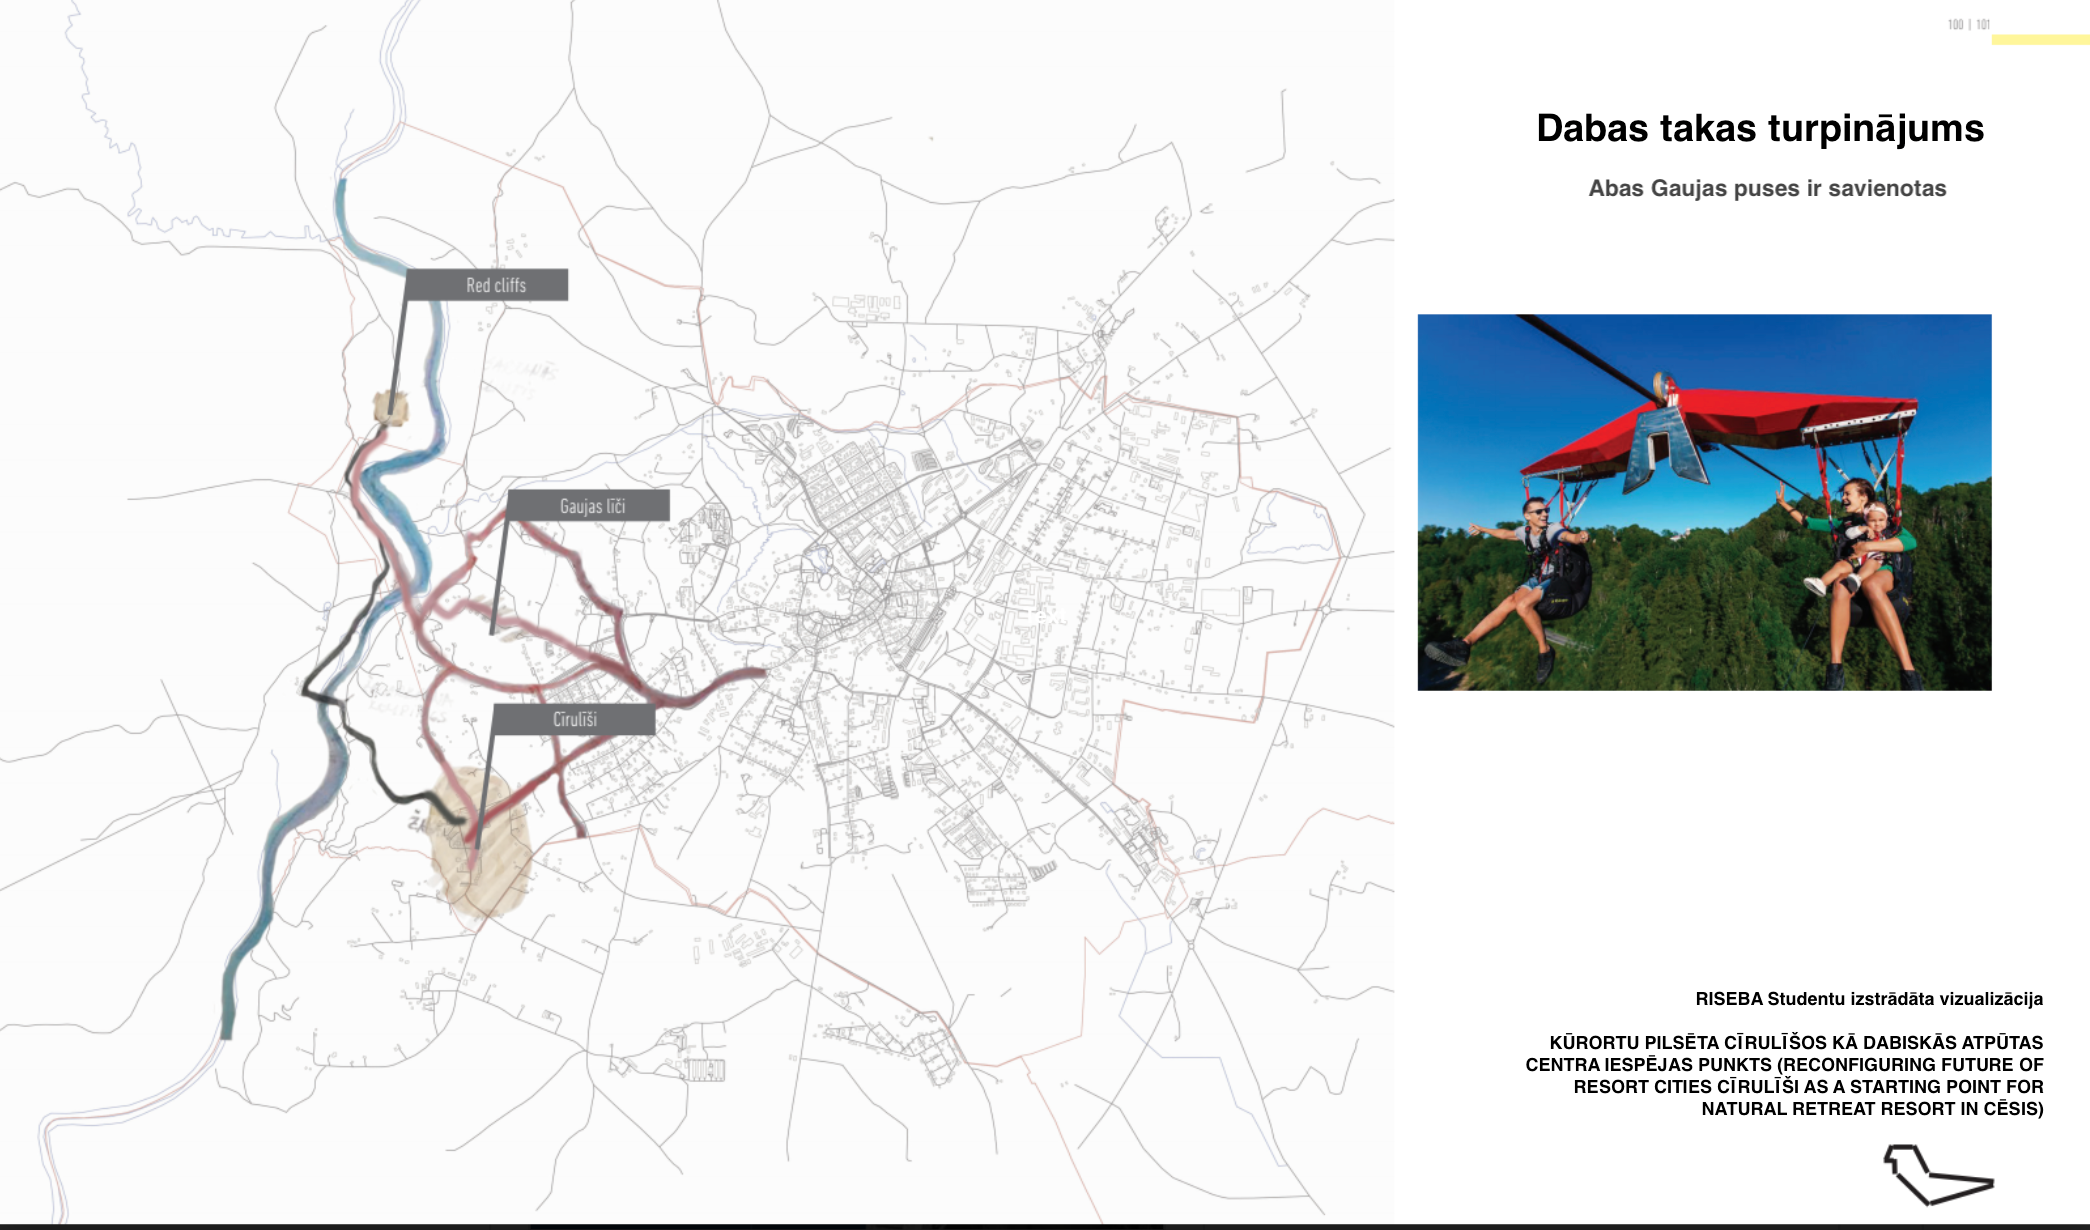 100 | 101
Dabas takas turpinājums
Abas Gaujas puses ir savienotas
Red cliffs
Gaujas līči
Cīrulīši
RISEBA Studentu izstrādāta vizualizācija
KŪRORTU PILSĒTA CĪRULĪŠOS KĀ DABISKĀS ATPŪTAS
CENTRA IESPĒJAS PUNKTS (RECONFIGURING FUTURE OF
RESORT CITIES CĪRULĪŠI AS A STARTING POINT FOR
NATURAL RETREAT RESORT IN CĒSIS)